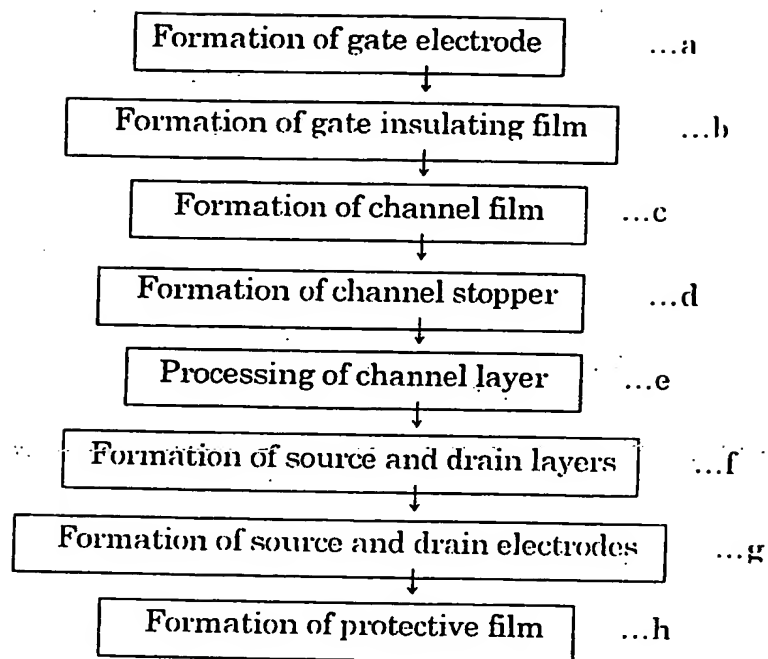 Formation of gate electrode ...a
Formation of gate insulating film ...b
Formation of channel film ...c
Formation of channel stopper ...d
Processing of channel layer ...e
Formation of source and drain layers ...f
Formation of source and drain electrodes ...g
Formation of protective film ...h